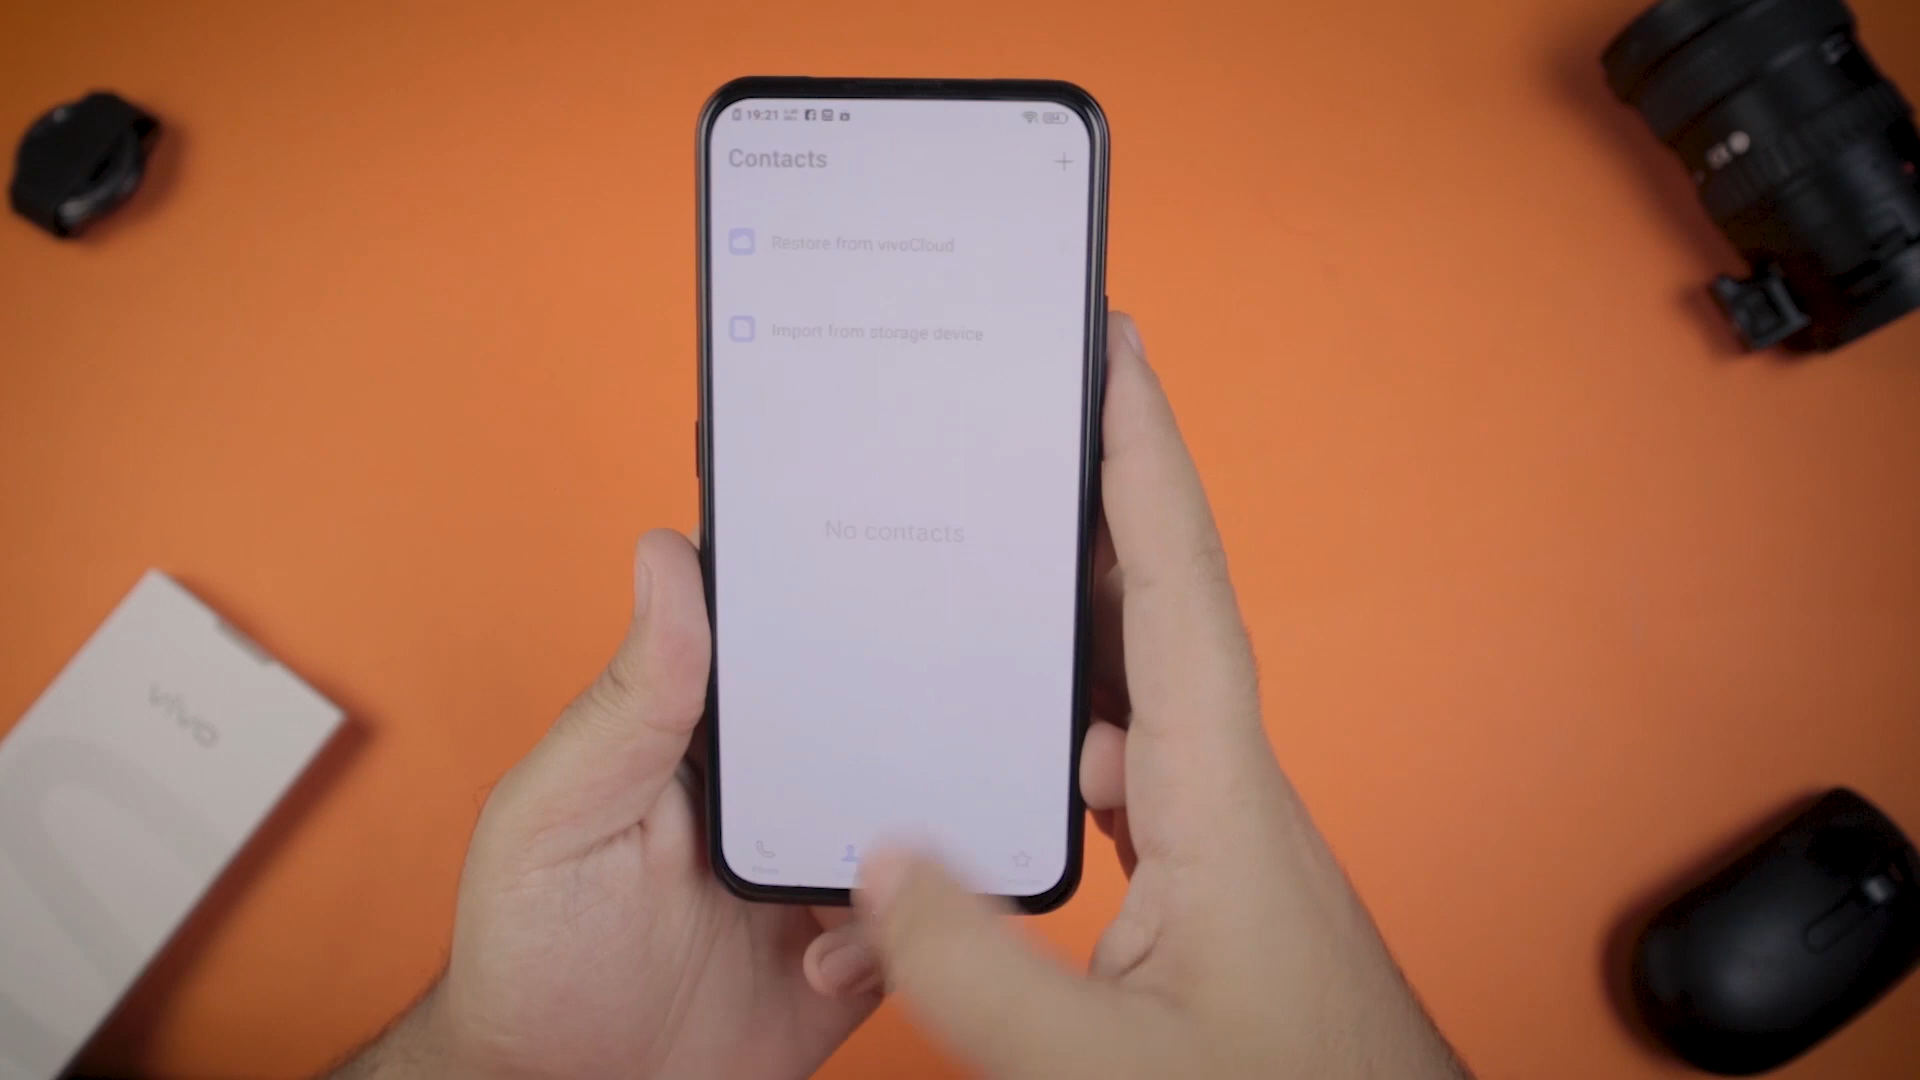 19:21
Contacts
Restore from vivoCloud
Import from storage device
No contacts
vivo